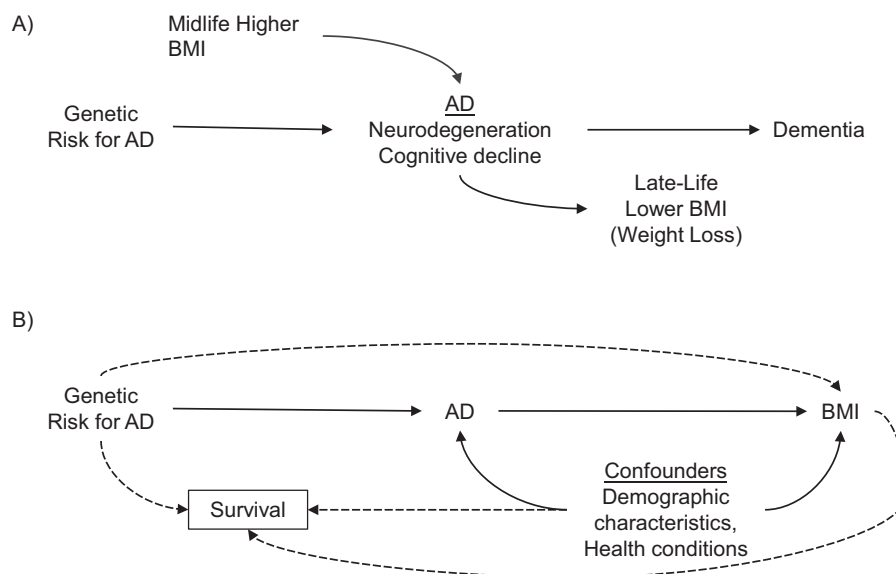 A)
Midlife Higher
BMI
Genetic
Risk for AD
AD
Neurodegeneration
Cognitive decline
Dementia
Late-Life
Lower BMI
(Weight Loss)
B)
Genetic
Risk for AD
AD
BMI
Confounders
Demographic
characteristics,
Health conditions
Survival